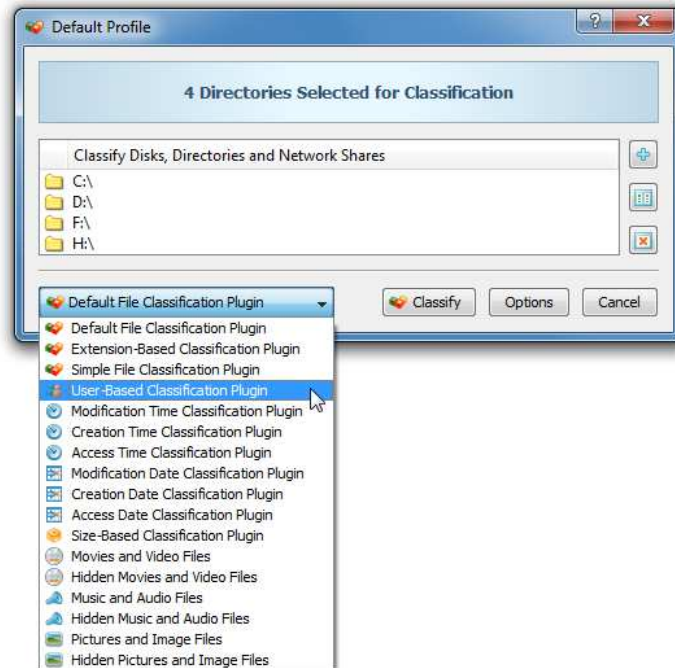 Default Profile
?
4 Directories Selected for Classification
Classify Disks, Directories and Network Shares
C:\
D:\
F:\
H:\
Default File Classification Plugin
Classify
Options
Cancel
Default File Classification Plugin
Extension-Based Classification Plugin
Simple File Classification Plugin
User-Based Classification Plugin
Modification Time Classification Plugin
Creation Time Classification Plugin
Access Time Classification Plugin
Modification Date Classification Plugin
Creation Date Classification Plugin
Access Date Classification Plugin
Size-Based Classification Plugin
Movies and Video Files
Hidden Movies and Video Files
Music and Audio Files
Hidden Music and Audio Files
Pictures and Image Files
Hidden Pictures and Image Files